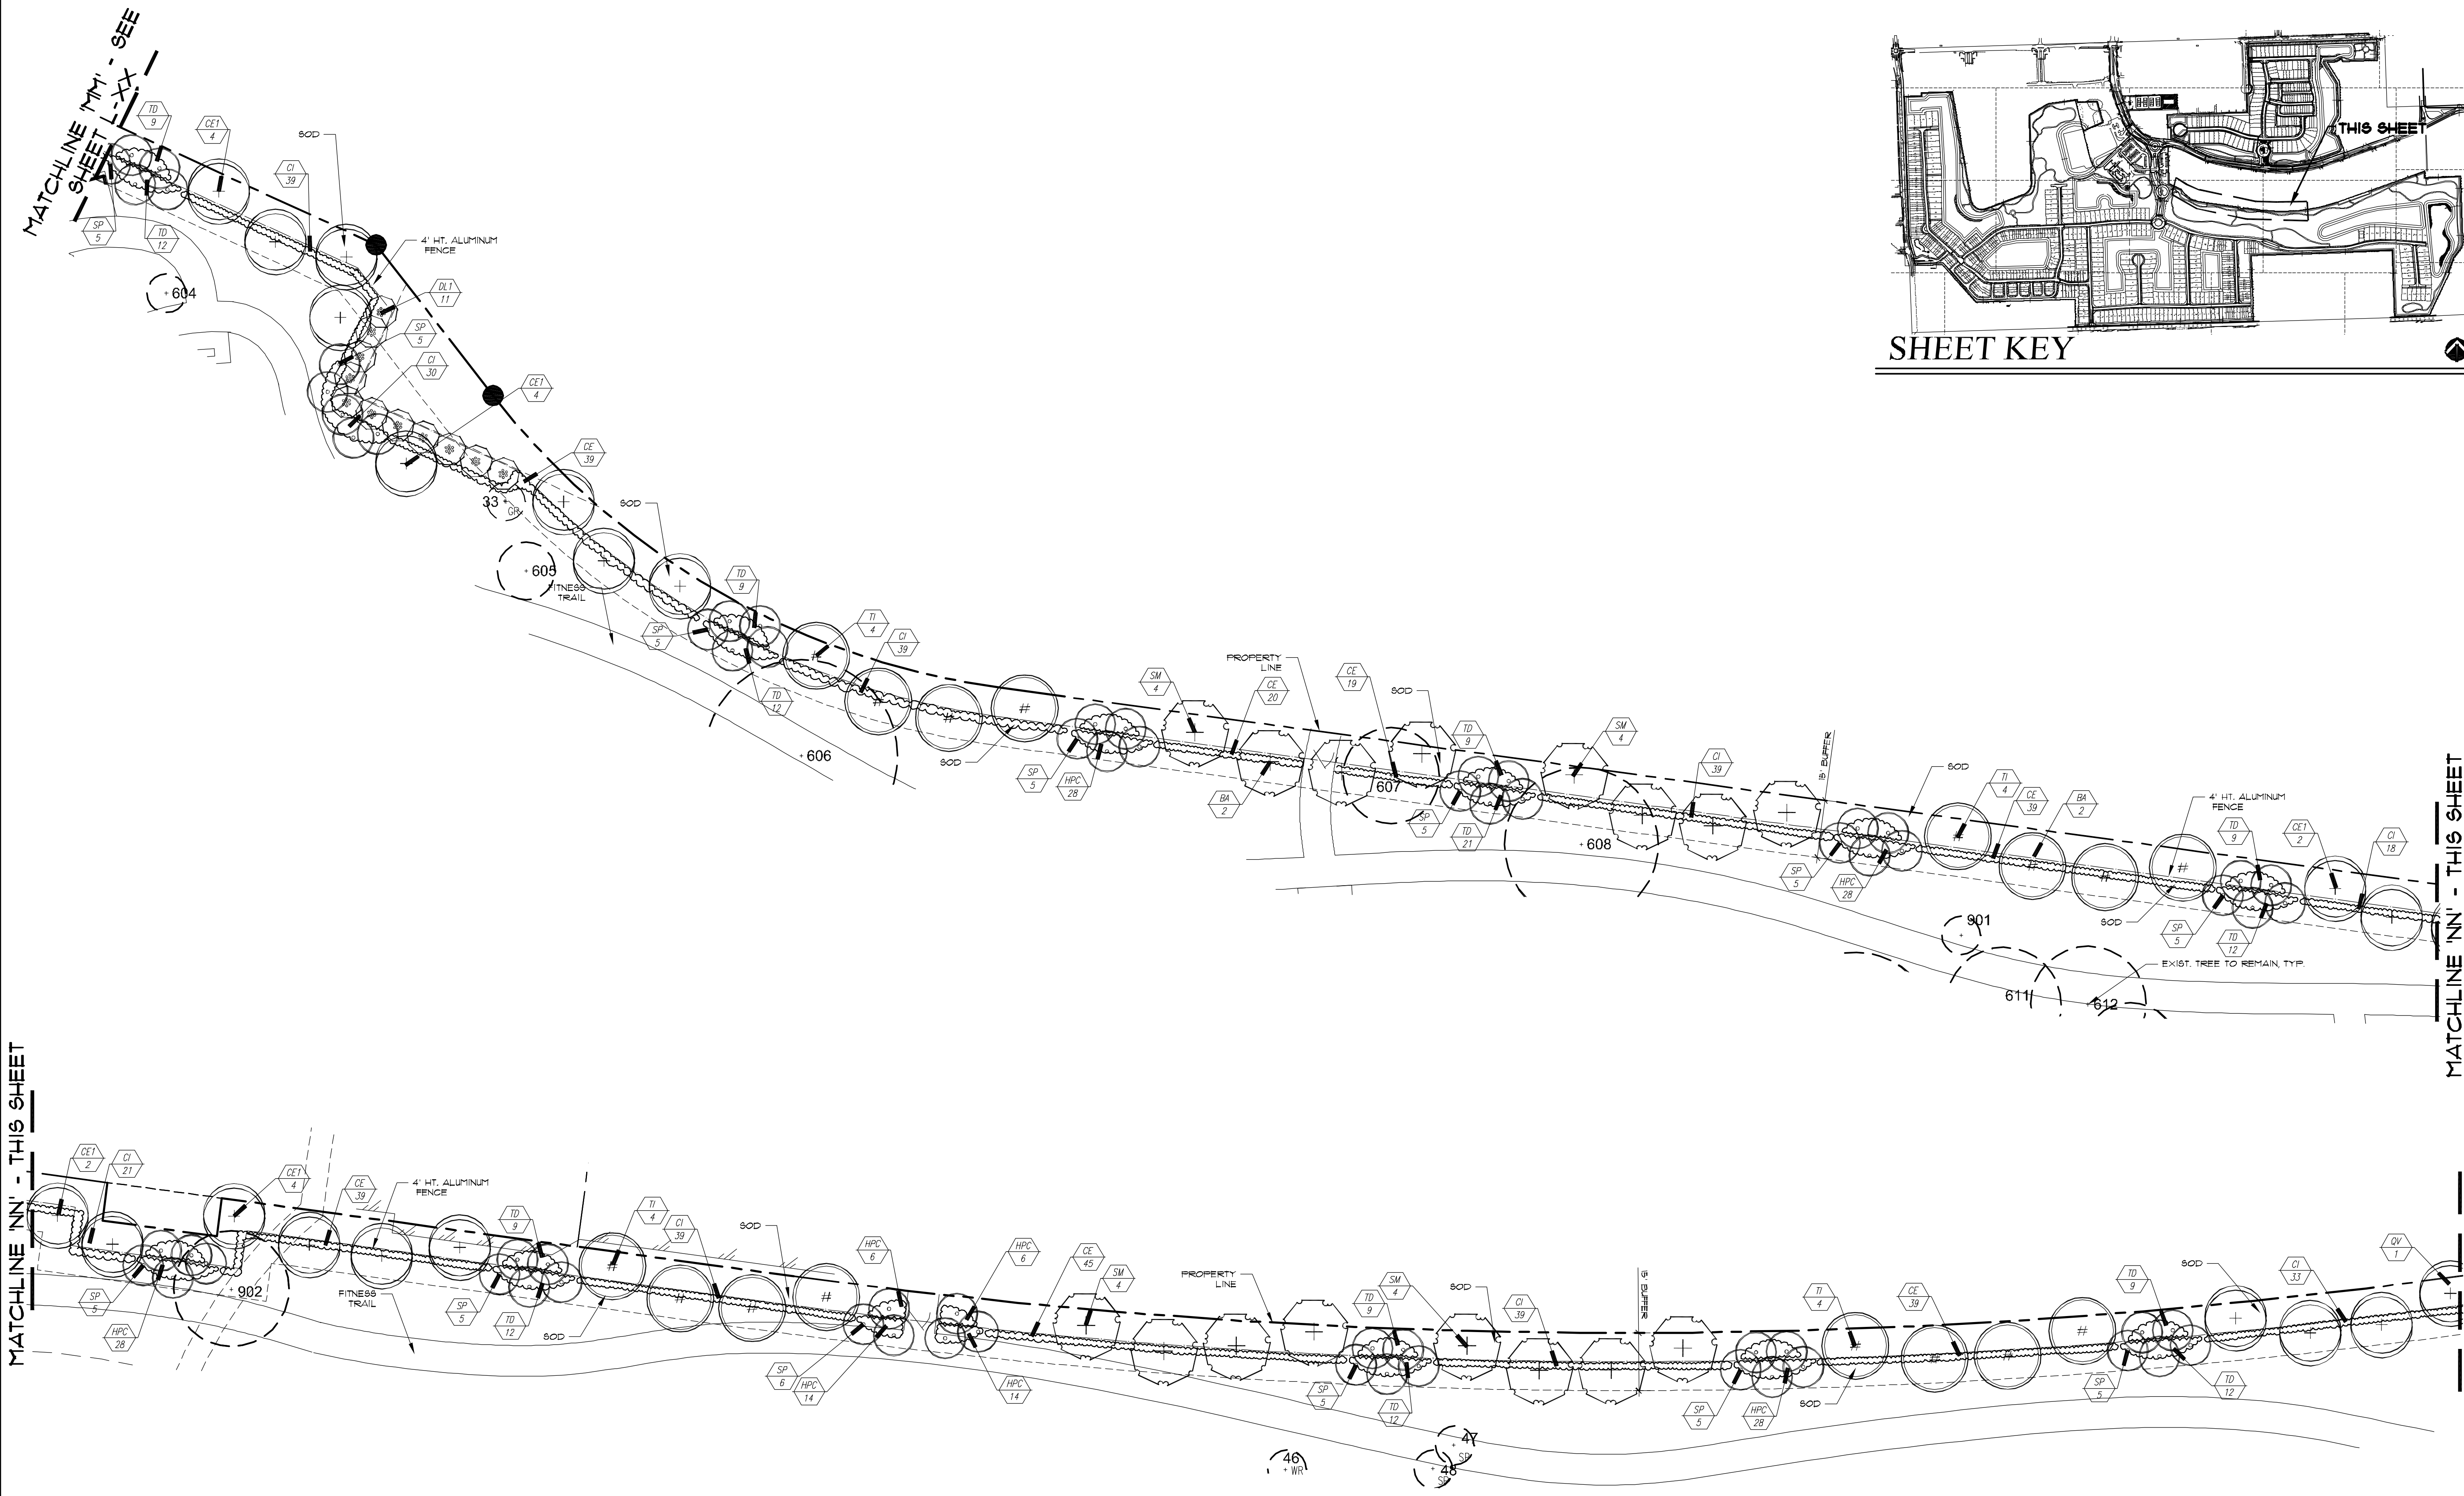 MATCHLINE 'MM' - SEE
SHEET L-XX
TD
9
CE1
4
SOD
CI
39
SP
5
TD
12
4' HT. ALUMINUM
FENCE
604
DL1
11
SP
5
CI
30
CE1
4
CE
39
33
GR
SOD
605
FITNESS
TRAIL
TD
9
SP
5
TI
4
CI
39
TD
12
606
SOD
SM
4
PROPERTY
LINE
CE
20
CE
19
SOD
SP
5
HPC
28
BA
2
607
TD
9
SM
4
SP
5
TD
21
608
CI
39
15' BUFFER
SOD
TI
4
CE
39
BA
2
4' HT. ALUMINUM
FENCE
SP
5
HPC
28
TD
9
CE1
2
CI
18
901
SOD
SP
5
TD
12
EXIST. TREE TO REMAIN, TYP.
611
612
MATCHLINE 'NN' - THIS SHEET
THIS SHEET
SHEET KEY
MATCHLINE 'NN' - THIS SHEET
CE1
2
CI
21
CE1
4
CE
39
4' HT. ALUMINUM
FENCE
SP
5
HPC
28
902
FITNESS
TRAIL
TD
9
SP
5
TD
12
SOD
TI
4
CI
39
SOD
HPC
6
HPC
6
CE
45
SM
4
SP
6
HPC
14
HPC
14
PROPERTY
LINE
TD
9
SM
4
SOD
CI
39
SP
5
TD
12
15' BUFFER
SP
5
HPC
28
SOD
TI
4
CE
39
TD
9
SOD
CI
33
QV
1
SP
5
TD
12
46
WR
47
SP
48
SP